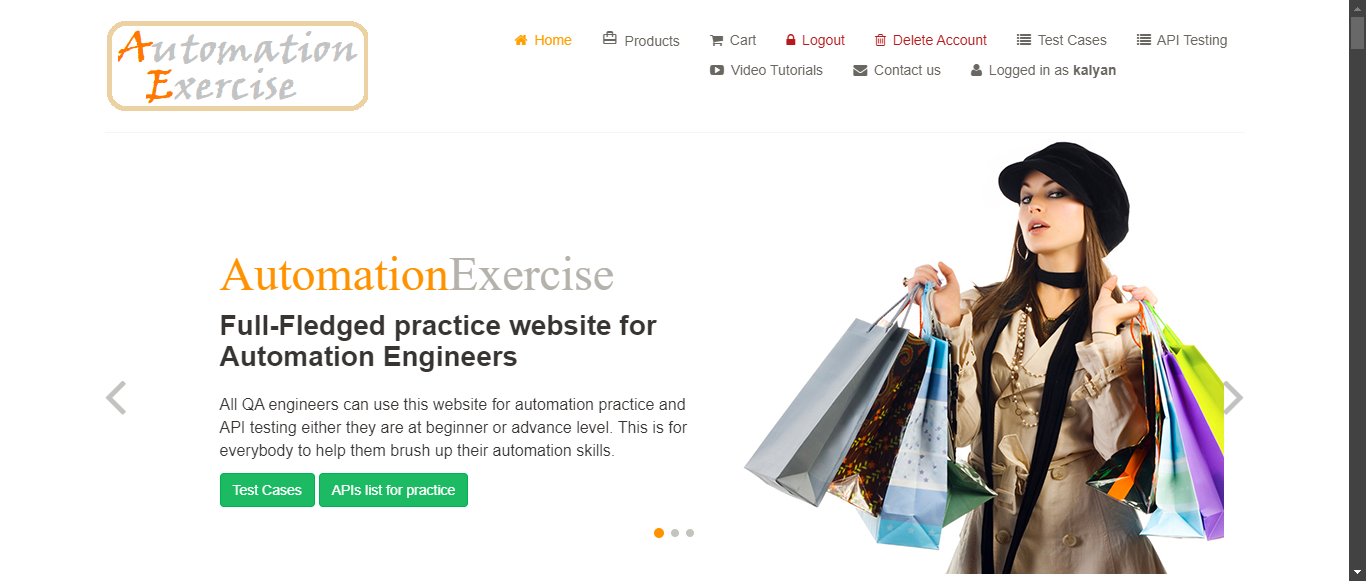 Automation
Exercise
Home Products Cart Logout Delete Account Test Cases API Testing
Video Tutorials Contact us Logged in as kalyan
AutomationExercise
Full-Fledged practice website for
Automation Engineers
All QA engineers can use this website for automation practice and
API testing either they are at beginner or advance level. This is for
everybody to help them brush up their automation skills.
Test Cases APIs list for practice